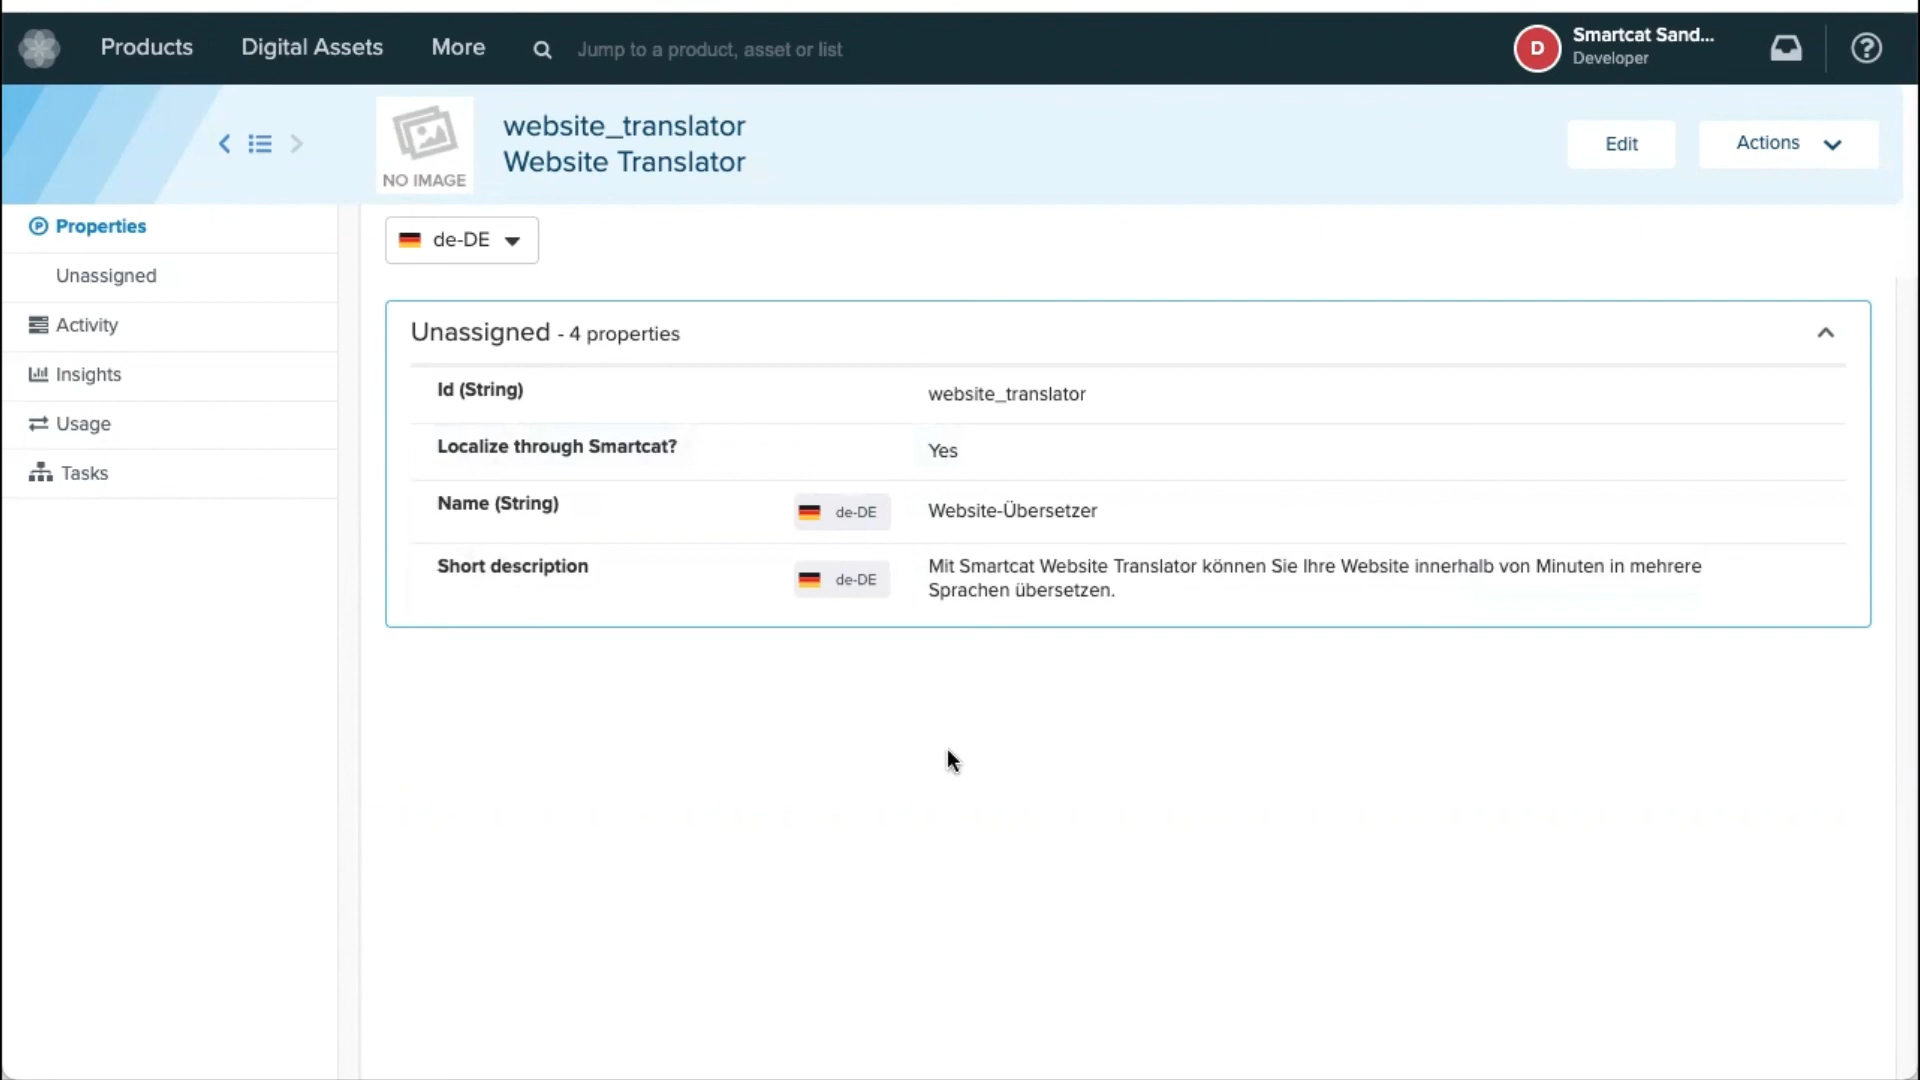 Products Digital Assets More Jump to a product, asset or list D Smartcat Sand...
Developer
NO IMAGE
website_translator
Website Translator
Edit
Actions
Properties
Unassigned
Activity
Insights
Usage
Tasks
de-DE
Unassigned - 4 properties
Id (String) website_translator
Localize through Smartcat? Yes
Name (String) de-DE Website-Übersetzer
Short description de-DE Mit Smartcat Website Translator können Sie Ihre Website innerhalb von Minuten in mehrere
Sprachen übersetzen.